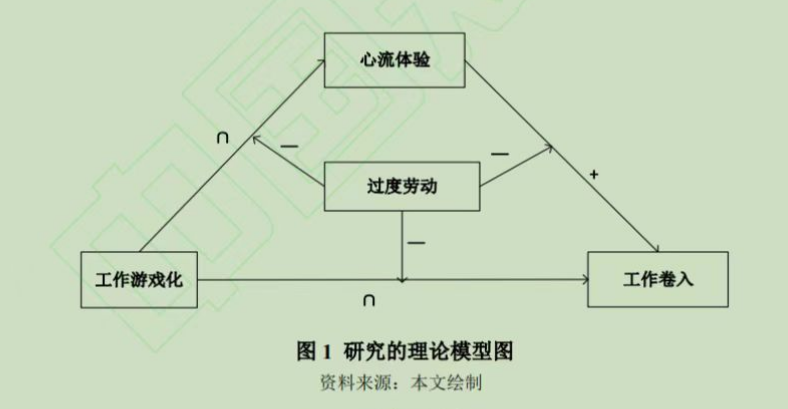 心流体验
∩
—
—
过度劳动
+
—
工作游戏化
工作卷入
∩
图 1 研究的理论模型图
资料来源：本文绘制